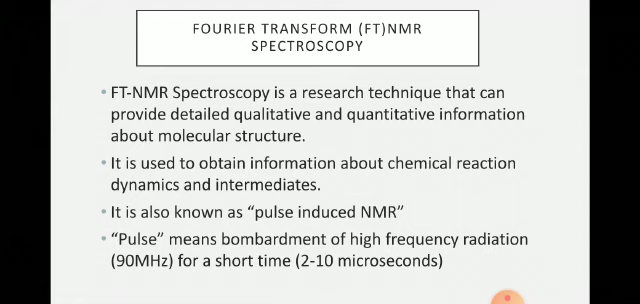 FOURIER TRANSFORM (FT)NMR
SPECTROSCOPY
• FT-NMR Spectroscopy is a research technique that can
provide detailed qualitative and quantitative information
about molecular structure.
• It is used to obtain information about chemical reaction
dynamics and intermediates.
• It is also known as “pulse induced NMR”
• “Pulse” means bombardment of high frequency radiation
(90MHz) for a short time (2-10 microseconds)